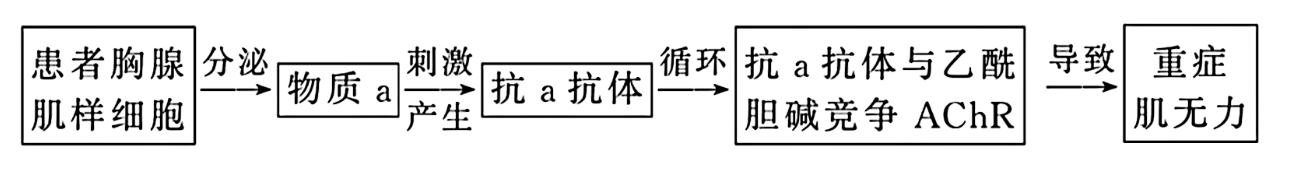 患者胸腺
肌样细胞
分泌
物质 a
刺激
产生
抗 a 抗体
循环
抗 a 抗体与乙酰
胆碱竞争 AChR
导致
重症
肌无力